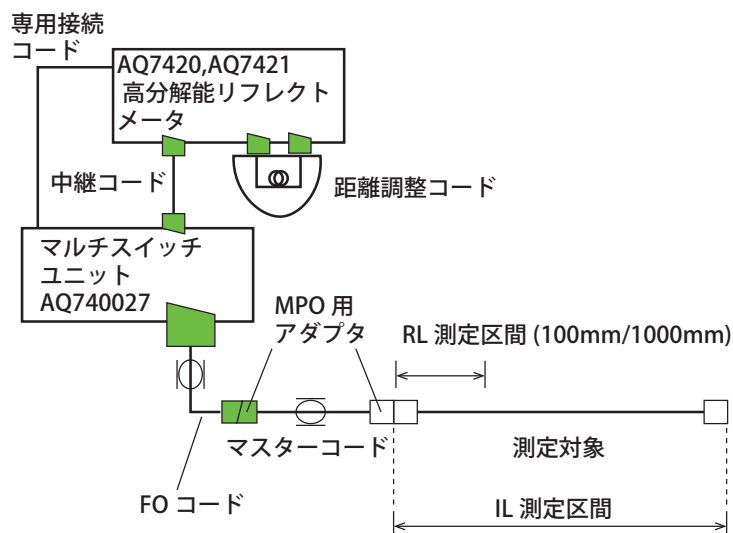 専用接続
コード
AQ7420,AQ7421
高分解能リフレクト
メータ
中継コード
距離調整コード
マルチスイッチ
ユニット
AQ740027
MPO 用
アダプタ
RL 測定区間 (100mm/1000mm)
マスターコード
測定対象
FO コード
IL 測定区間